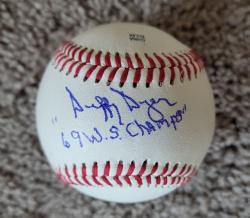 Duffy Dyer
"69 W.S. Champs"